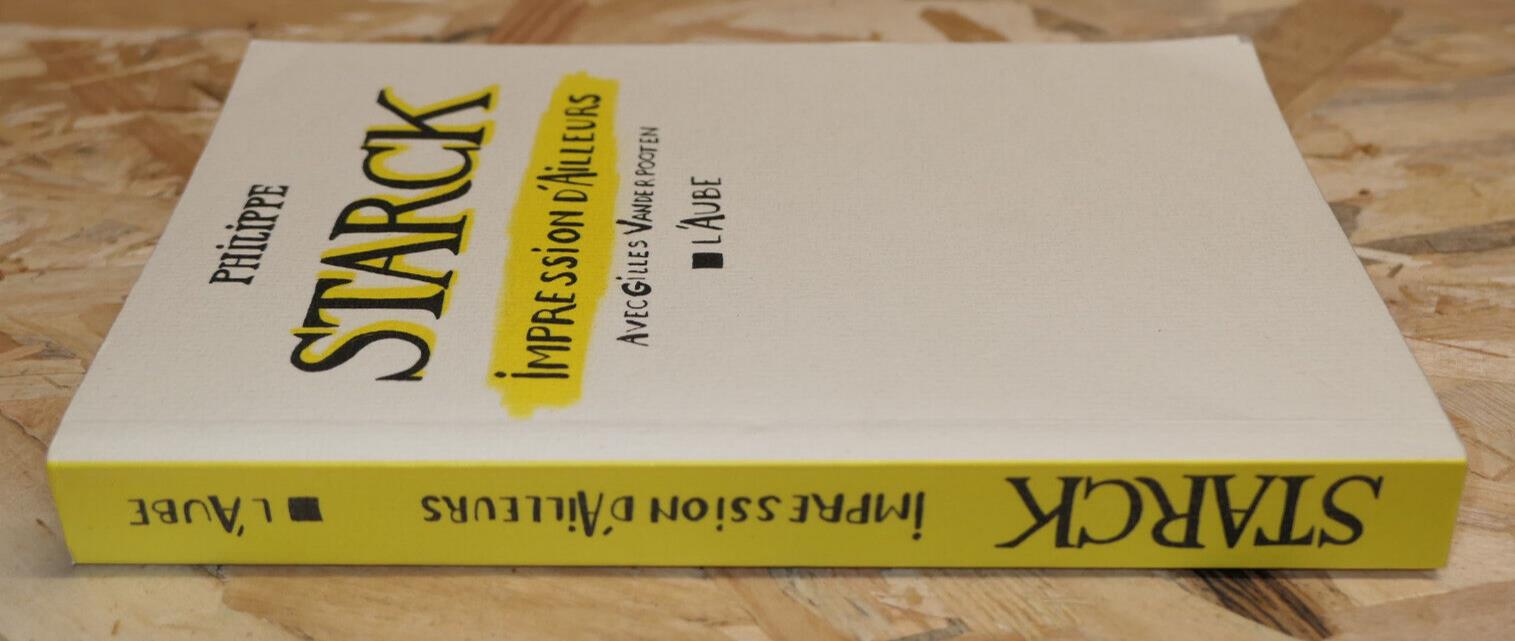 PHiLiPPE
STARCK
iMPRESSiON D'AiLLEURS
AVEC GiLLES VANDERPOOTEN
■ L'AUBE
STARCK
iMPRESSiON D'AiLLEURS
■ L'AUBE